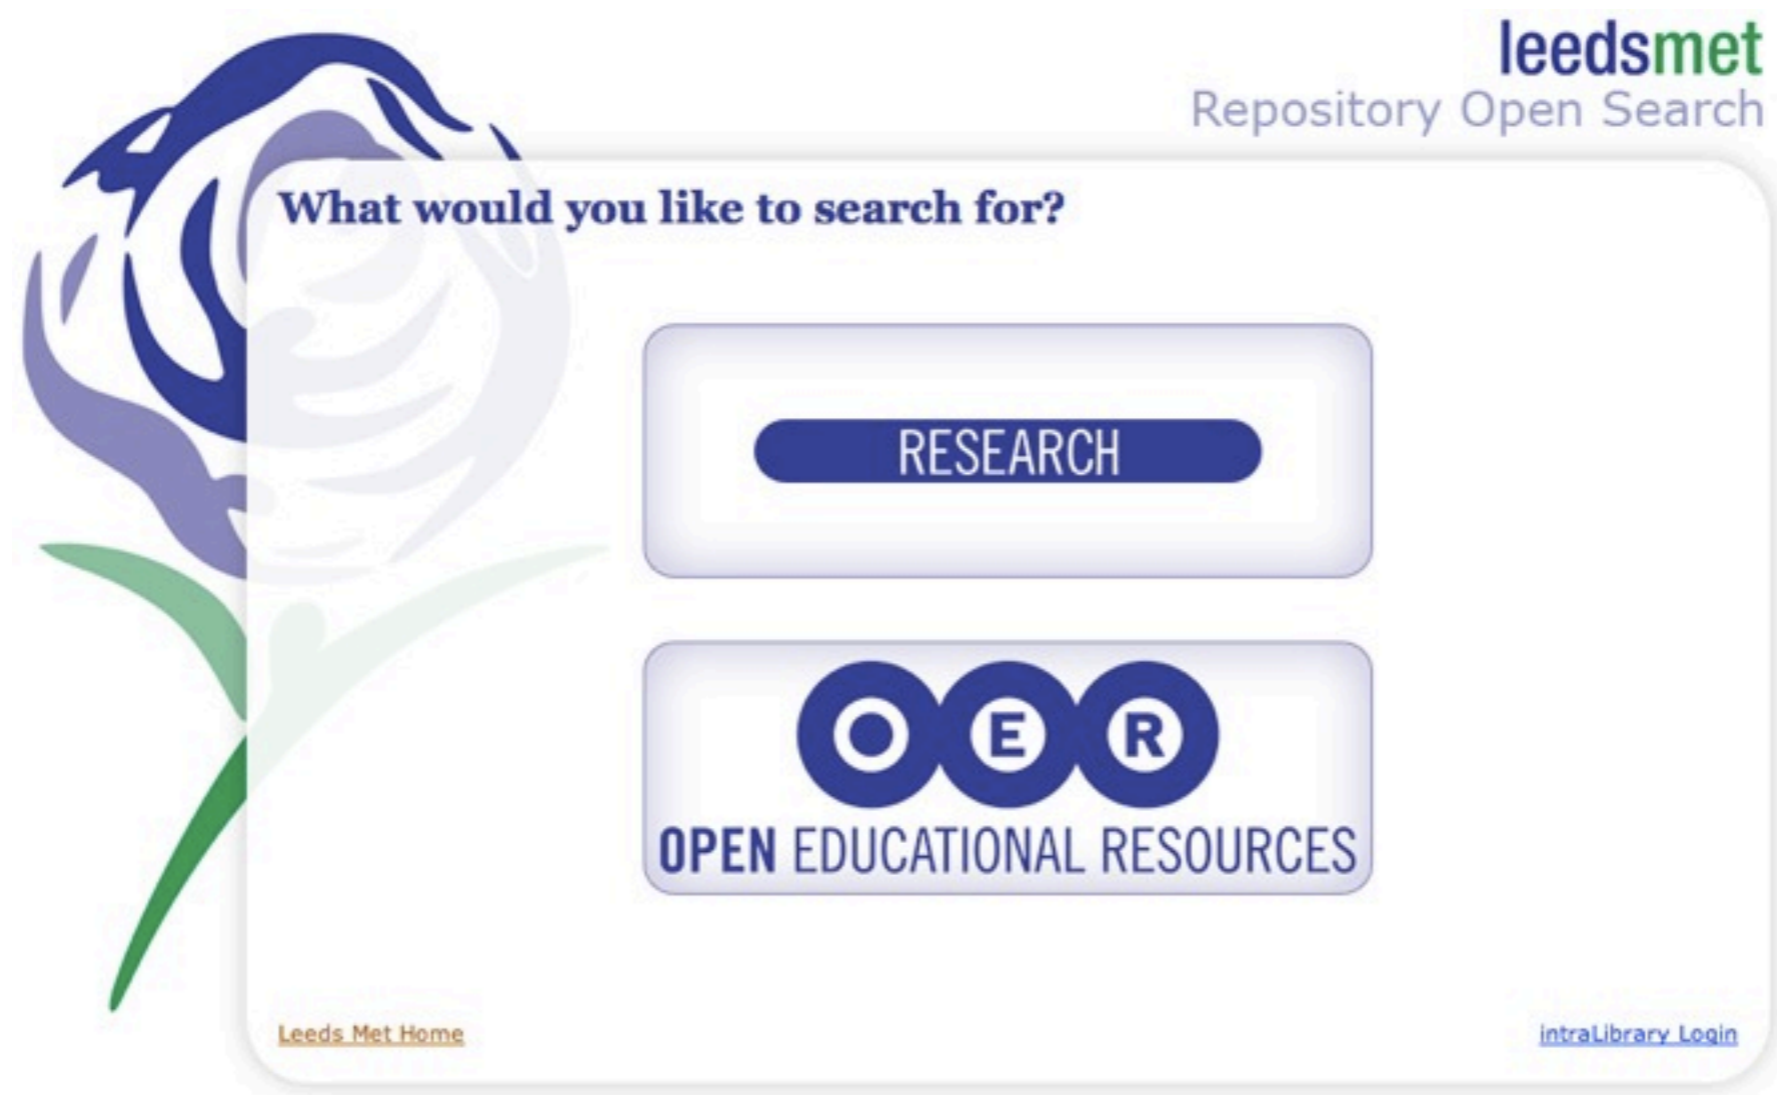 leedsmet
Repository Open Search
What would you like to search for?
RESEARCH
O E R
OPEN EDUCATIONAL RESOURCES
Leeds Met Home
intraLibrary Login